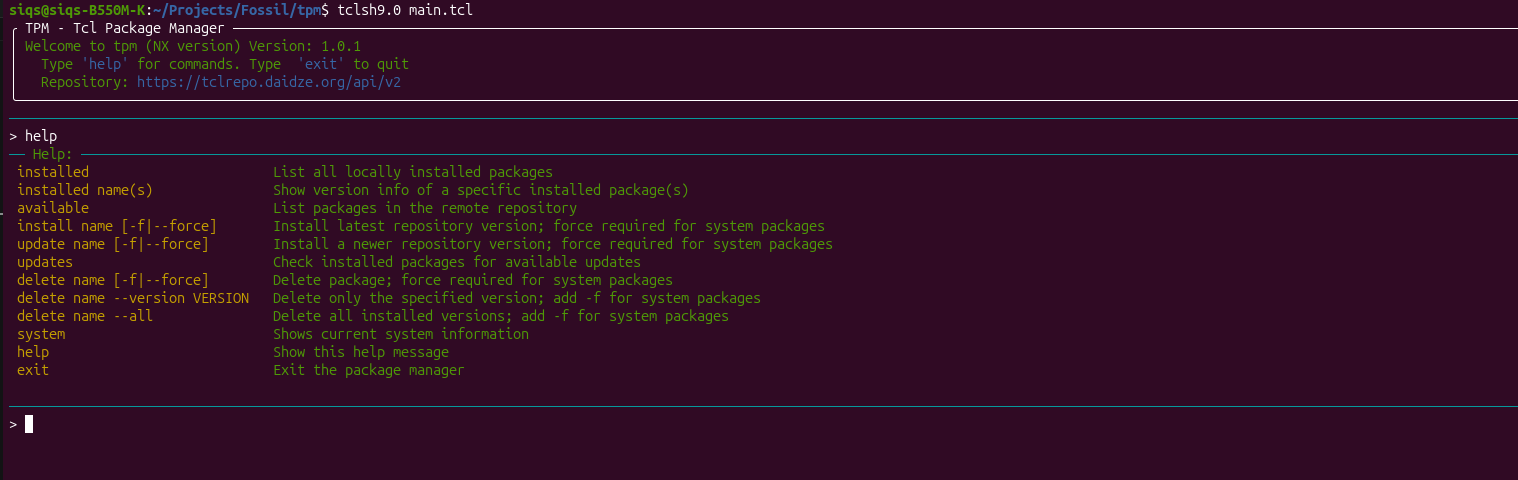 siqs@siqs-B550M-K:~/Projects/Fossil/tpm$ tclsh9.0 main.tcl
TPM - Tcl Package Manager
Welcome to tpm (NX version) Version: 1.0.1
Type 'help' for commands. Type  'exit' to quit
Repository: https://tclrepo.daidze.org/api/v2
> help
Help:
installed List all locally installed packages
installed name(s) Show version info of a specific installed package(s)
available List packages in the remote repository
install name [-f|--force] Install latest repository version; force required for system packages
update name [-f|--force] Install a newer repository version; force required for system packages
updates Check installed packages for available updates
delete name [-f|--force] Delete package; force required for system packages
delete name --version VERSION Delete only the specified version; add -f for system packages
delete name --all Delete all installed versions; add -f for system packages
system Shows current system information
help Show this help message
exit Exit the package manager
>